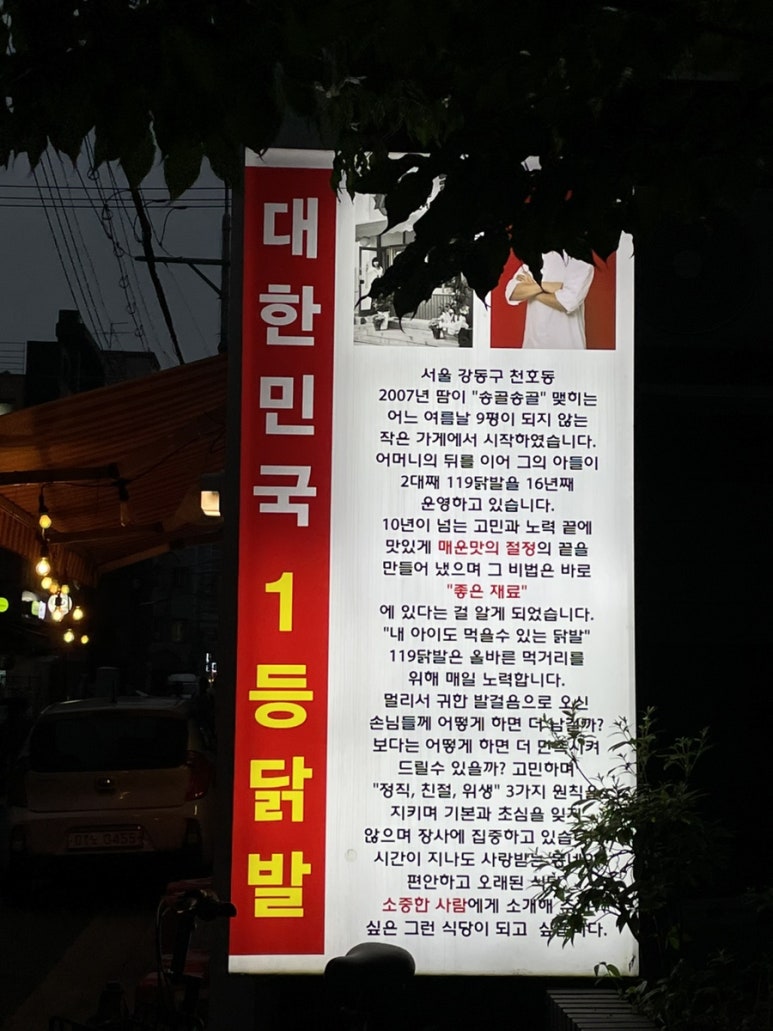 대한민국 1등닭발
서울 강동구 천호동
2007년 땀이 "송골송골" 맺히는
어느 여름날 9평이 되지 않는
작은 가게에서 시작하였습니다.
어머니의 뒤를 이어 그의 아들이
2대째 119닭발을 16년째
운영하고 있습니다.
10년이 넘는 고민과 노력 끝에
맛있게 매운맛의 절정의 끝을
만들어 냈으며 그 비법은 바로
"좋은 재료"
에 있다는 걸 알게 되었습니다.
"내 아이도 먹을수 있는 닭발"
119닭발은 올바른 먹거리를
위해 매일 노력합니다.
멀리서 귀한 발걸음으로 오신
손님들께 어떻게 하면 더 남길까?
보다는 어떻게 하면 더 만족시켜
드릴수 있을까? 고민하며
"정직, 친절, 위생" 3가지 원칙을
지키며 기본과 초심을 잊지
않으며 장사에 집중하고
시간이 지나도 사랑받는
편안하고 오래된 식당
소중한 사람에게 소개해
싶은 그런 식당이 되고 싶습니다.